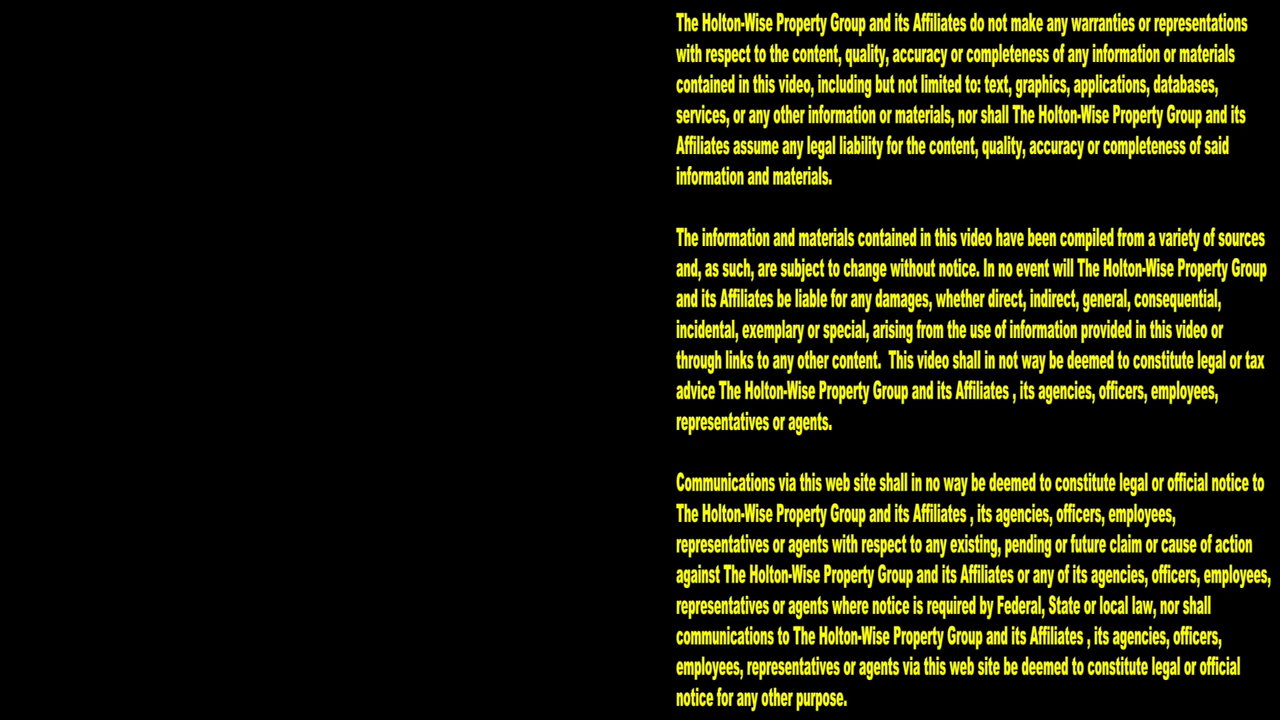 The Holton-Wise Property Group and its Affiliates do not make any warranties or representations
with respect to the content, quality, accuracy or completeness of any information or materials
contained in this video, including but not limited to: text, graphics, applications, databases,
services, or any other information or materials, nor shall The Holton-Wise Property Group and its
Affiliates assume any legal liability for the content, quality, accuracy or completeness of said
information and materials.
The information and materials contained in this video have been compiled from a variety of sources
and, as such, are subject to change without notice. In no event will The Holton-Wise Property Group
and its Affiliates be liable for any damages, whether direct, indirect, general, consequential,
incidental, exemplary or special, arising from the use of information provided in this video or
through links to any other content.  This video shall in not way be deemed to constitute legal or tax
advice The Holton-Wise Property Group and its Affiliates , its agencies, officers, employees,
representatives or agents.
Communications via this web site shall in no way be deemed to constitute legal or official notice to
The Holton-Wise Property Group and its Affiliates , its agencies, officers, employees,
representatives or agents with respect to any existing, pending or future claim or cause of action
against The Holton-Wise Property Group and its Affiliates or any of its agencies, officers, employees,
representatives or agents where notice is required by Federal, State or local law, nor shall
communications to The Holton-Wise Property Group and its Affiliates , its agencies, officers,
employees, representatives or agents via this web site be deemed to constitute legal or official
notice for any other purpose.